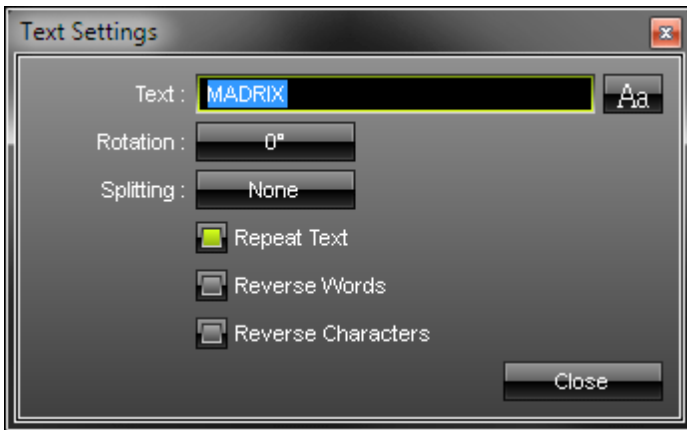 Text Settings
Text : MADRIX Aa
Rotation : 0°
Splitting : None
Repeat Text
Reverse Words
Reverse Characters
Close